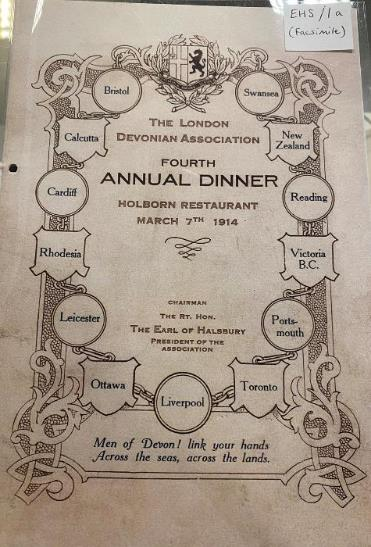 EHS/1a
(Facsimile)
Bristol
Swansea
THE LONDON
DEVONIAN ASSOCIATION
Calcutta
New
Zealand
FOURTH
ANNUAL DINNER
Cardiff
Reading
HOLBORN RESTAURANT
MARCH 7TH 1914
Rhodesia
Victoria
B.C.
CHAIRMAN
THE RT. HON.
THE EARL OF HALSBURY
PRESIDENT OF THE
ASSOCIATION
Leicester
Ports-
mouth
Ottawa
Toronto
Liverpool
Men of Devon! link your hands
Across the seas, across the lands.